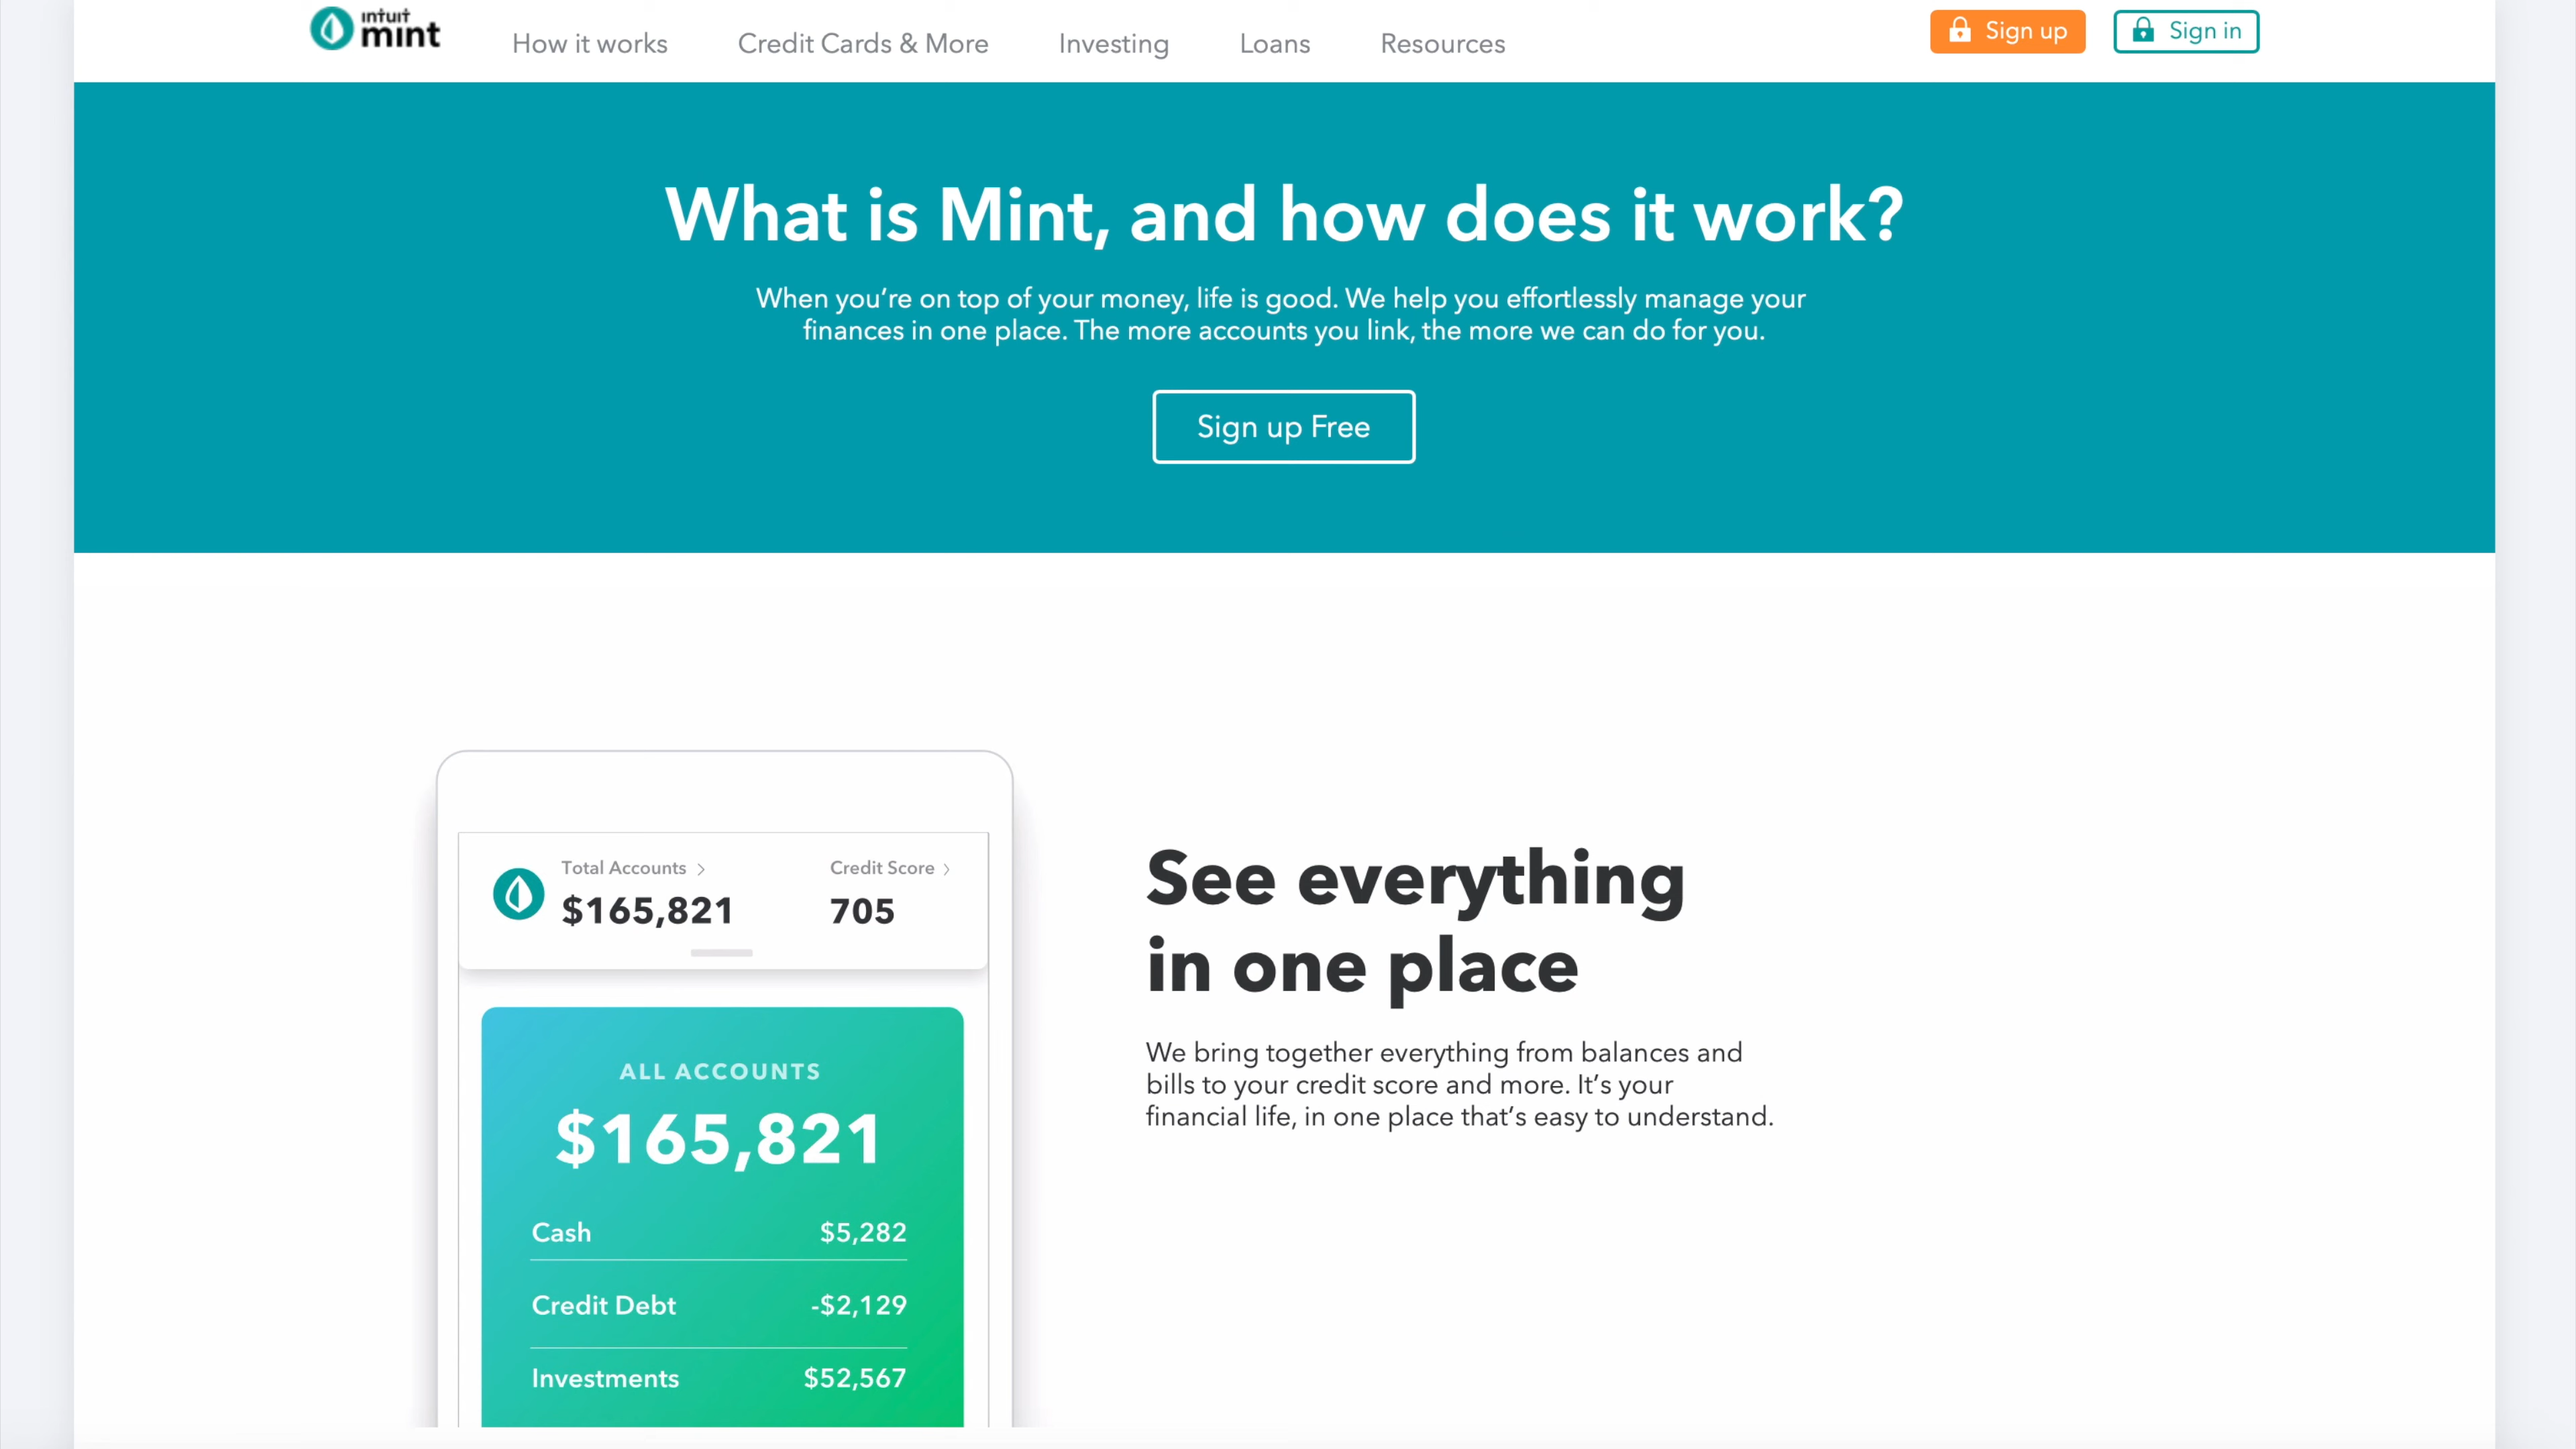 intuit
mint
How it works
Credit Cards & More
Investing
Loans
Resources
Sign up
Sign in
What is Mint, and how does it work?
When you’re on top of your money, life is good. We help you effortlessly manage your
finances in one place. The more accounts you link, the more we can do for you.
Sign up Free
Total Accounts >
$165,821
Credit Score >
705
ALL ACCOUNTS
$165,821
Cash $5,282
Credit Debt -$2,129
Investments $52,567
See everything
in one place
We bring together everything from balances and
bills to your credit score and more. It’s your
financial life, in one place that’s easy to understand.